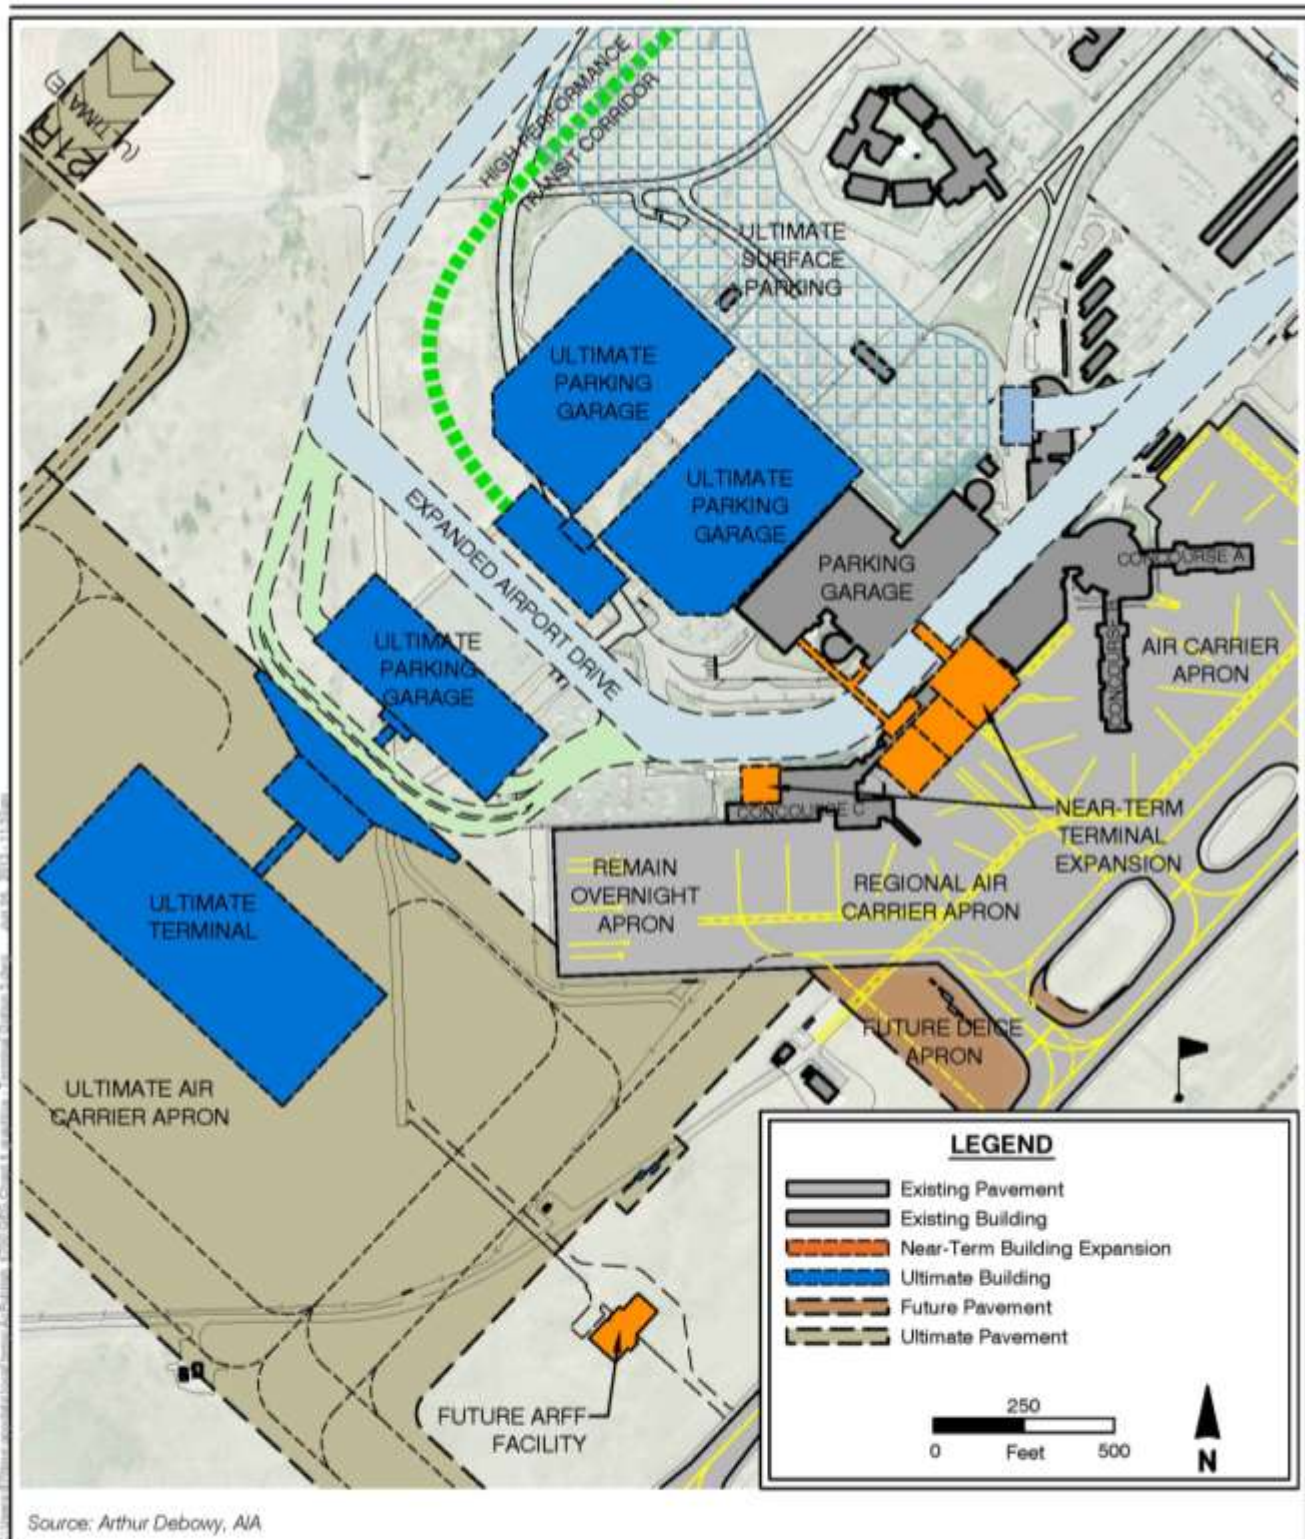 21R
(ULTIMATE)
HIGH PERFORMANCE
TRANSIT CORRIDOR
ULTIMATE
SURFACE
PARKING
ULTIMATE
PARKING
GARAGE
ULTIMATE
PARKING
GARAGE
EXPANDED AIRPORT DRIVE
PARKING
GARAGE
CONCOURSE A
ULTIMATE
PARKING
GARAGE
AIR CARRIER
APRON
CONCOURS
CONCOURSE C
NEAR-TERM
TERMINAL
EXPANSION
REMAIN
OVERNIGHT
APRON
REGIONAL AIR
CARRIER APRON
ULTIMATE
TERMINAL
FUTURE DEICE
APRON
ULTIMATE AIR
CARRIER APRON
FUTURE ARFF
FACILITY
LEGEND
Existing Pavement
Existing Building
Near-Term Building Expansion
Ultimate Building
Future Pavement
Ultimate Pavement
250
0 Feet 500
N
Source: Arthur Debowy, AIA